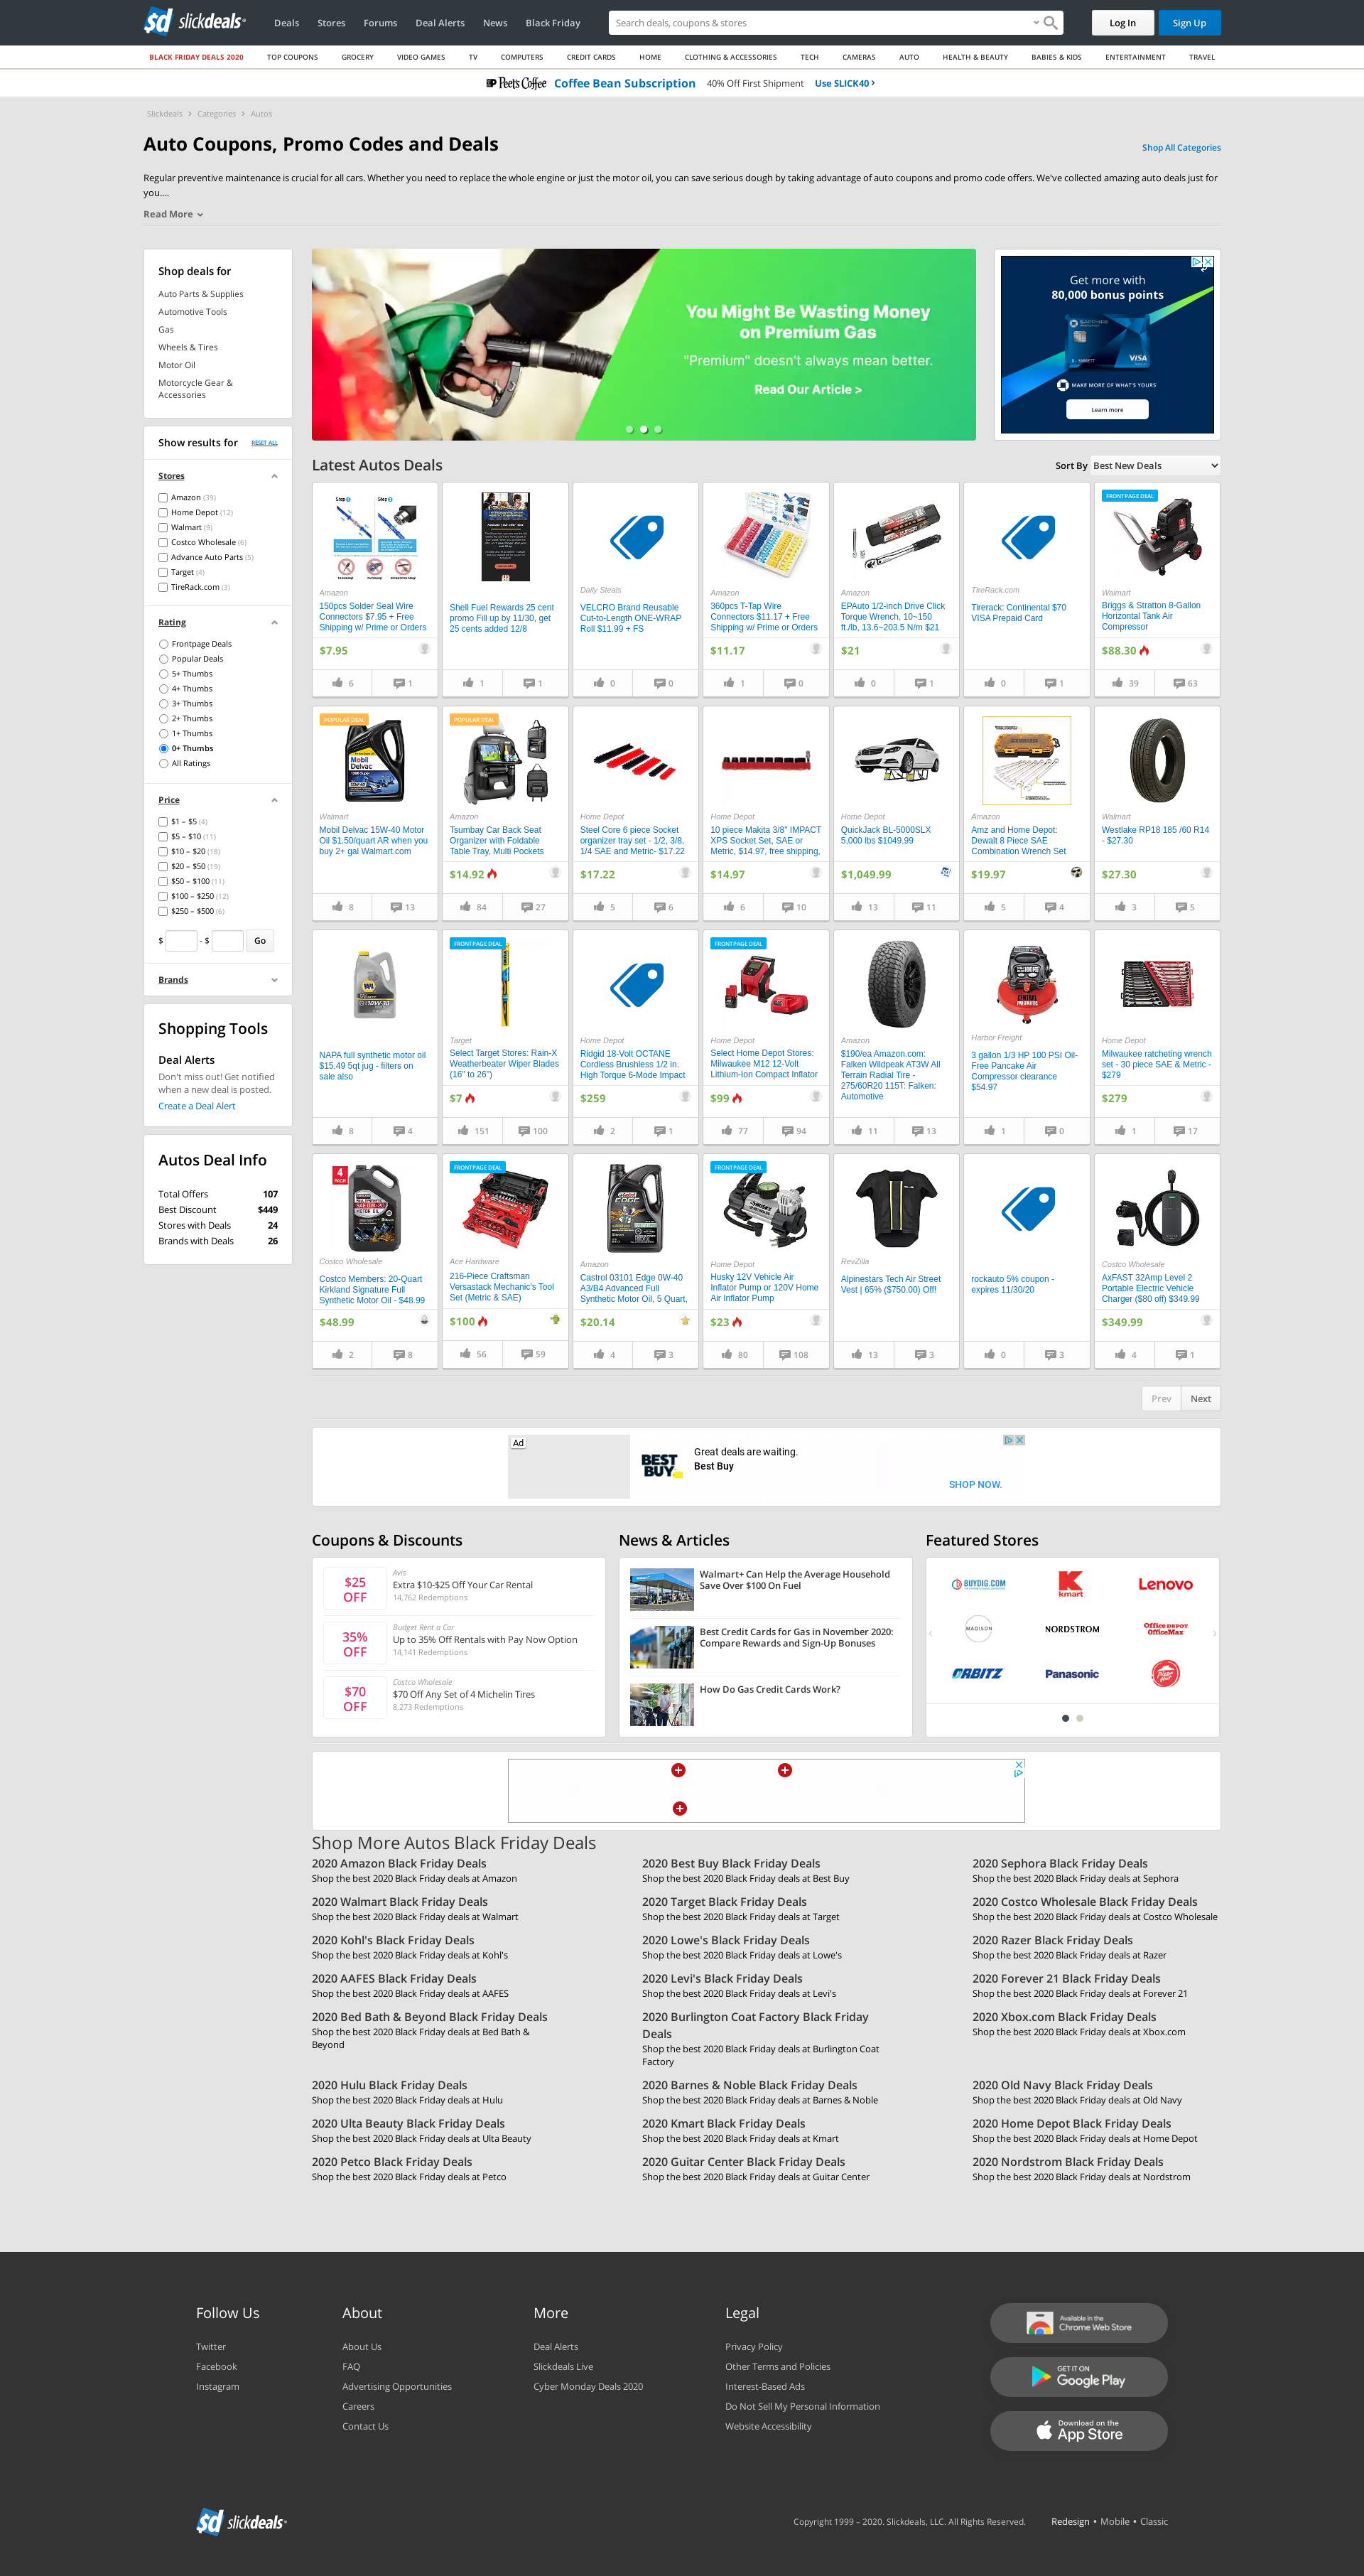 slickdeals
Deals
Stores
Forums
Deal Alerts
News
Black Friday
Search deals, coupons & stores
Log In
Sign Up
BLACK FRIDAY DEALS 2020
TOP COUPONS
GROCERY
VIDEO GAMES
TV
COMPUTERS
CREDIT CARDS
HOME
CLOTHING & ACCESSORIES
TECH
CAMERAS
AUTO
HEALTH & BEAUTY
BABIES & KIDS
ENTERTAINMENT
TRAVEL
Peet's Coffee
Coffee Bean Subscription
40% Off First Shipment
Use SLICK40 ›
Slickdeals › Categories › Autos
Auto Coupons, Promo Codes and Deals
Shop All Categories
Regular preventive maintenance is crucial for all cars. Whether you need to replace the whole engine or just the motor oil, you can save serious dough by taking advantage of auto coupons and promo code offers. We've collected amazing auto deals just for
you....
Read More
Shop deals for
Auto Parts & Supplies
Automotive Tools
Gas
Wheels & Tires
Motor Oil
Motorcycle Gear &
Accessories
Show results for
RESET ALL
Stores
Amazon (39)
Home Depot (12)
Walmart (9)
Costco Wholesale (6)
Advance Auto Parts (5)
Target (4)
TireRack.com (3)
Rating
Frontpage Deals
Popular Deals
5+ Thumbs
4+ Thumbs
3+ Thumbs
2+ Thumbs
1+ Thumbs
0+ Thumbs
All Ratings
Price
$1 – $5 (4)
$5 – $10 (11)
$10 – $20 (18)
$20 – $50 (19)
$50 – $100 (11)
$100 – $250 (12)
$250 – $500 (6)
$ - $ Go
Brands
Shopping Tools
Deal Alerts
Don't miss out! Get notified
when a new deal is posted.
Create a Deal Alert
Autos Deal Info
Total Offers 107
Best Discount $449
Stores with Deals 24
Brands with Deals 26
You Might Be Wasting Money
on Premium Gas
"Premium" doesn't always mean better.
Read Our Article >
Get more with
80,000 bonus points
SAPPHIRE
VISA
MAKE MORE OF WHAT'S YOURS
Learn more
Latest Autos Deals
Sort By Best New Deals
Amazon
150pcs Solder Seal Wire
Connectors $7.95 + Free
Shipping w/ Prime or Orders
$7.95
6
1
Shell Fuel Rewards 25 cent
promo Fill up by 11/30, get
25 cents added 12/8
1
1
Daily Steals
VELCRO Brand Reusable
Cut-to-Length ONE-WRAP
Roll $11.99 + FS
0
0
Amazon
360pcs T-Tap Wire
Connectors $11.17 + Free
Shipping w/ Prime or Orders
$11.17
1
0
Amazon
EPAuto 1/2-inch Drive Click
Torque Wrench, 10~150
ft./lb, 13.6~203.5 N/m $21
$21
0
1
TireRack.com
Tirerack: Continental $70
VISA Prepaid Card
0
1
FRONTPAGE DEAL
Walmart
Briggs & Stratton 8-Gallon
Horizontal Tank Air
Compressor
$88.30
39
63
POPULAR DEAL
Mobil Delvac
Walmart
Mobil Delvac 15W-40 Motor
Oil $1.50/quart AR when you
buy 2+ gal Walmart.com
8
13
POPULAR DEAL
Amazon
Tsumbay Car Back Seat
Organizer with Foldable
Table Tray, Multi Pockets
$14.92
84
27
Home Depot
Steel Core 6 piece Socket
organizer tray set - 1/2, 3/8,
1/4 SAE and Metric- $17.22
$17.22
5
6
Home Depot
10 piece Makita 3/8" IMPACT
XPS Socket Set, SAE or
Metric, $14.97, free shipping,
$14.97
6
10
Home Depot
QuickJack BL-5000SLX
5,000 lbs $1049.99
$1,049.99
13
11
Amazon
Amz and Home Depot:
Dewalt 8 Piece SAE
Combination Wrench Set
$19.97
5
4
Walmart
Westlake RP18 185 /60 R14
- $27.30
$27.30
3
5
10W-30
NAPA full synthetic motor oil
$15.49 5qt jug - filters on
sale also
8
4
FRONTPAGE DEAL
Target
Select Target Stores: Rain-X
Weatherbeater Wiper Blades
(16" to 26")
$7
151
100
Home Depot
Ridgid 18-Volt OCTANE
Cordless Brushless 1/2 in.
High Torque 6-Mode Impact
$259
2
1
FRONTPAGE DEAL
Home Depot
Select Home Depot Stores:
Milwaukee M12 12-Volt
Lithium-Ion Compact Inflator
$99
77
94
Amazon
$190/ea Amazon.com:
Falken Wildpeak AT3W All
Terrain Radial Tire -
275/60R20 115T: Falken:
Automotive
11
13
Harbor Freight
3 gallon 1/3 HP 100 PSI Oil-
Free Pancake Air
Compressor clearance
$54.97
1
0
Home Depot
Milwaukee ratcheting wrench
set - 30 piece SAE & Metric -
$279
$279
1
17
4
PACK
Costco Wholesale
Costco Members: 20-Quart
Kirkland Signature Full
Synthetic Motor Oil - $48.99
$48.99
2
8
FRONTPAGE DEAL
Ace Hardware
216-Piece Craftsman
Versastack Mechanic's Tool
Set (Metric & SAE)
$100
56
59
Castrol
EDGE
Amazon
Castrol 03101 Edge 0W-40
A3/B4 Advanced Full
Synthetic Motor Oil, 5 Quart,
$20.14
4
3
FRONTPAGE DEAL
HUSKY
Home Depot
Husky 12V Vehicle Air
Inflator Pump or 120V Home
Air Inflator Pump
$23
80
108
RevZilla
Alpinestars Tech Air Street
Vest | 65% ($750.00) Off!
13
3
rockauto 5% coupon -
expires 11/30/20
0
3
Costco Wholesale
AxFAST 32Amp Level 2
Portable Electric Vehicle
Charger ($80 off) $349.99
$349.99
4
1
Prev
Next
Ad
BEST BUY
Great deals are waiting.
Best Buy
SHOP NOW.
Coupons & Discounts
$25
OFF
Avis
Extra $10-$25 Off Your Car Rental
14,762 Redemptions
35%
OFF
Budget Rent a Car
Up to 35% Off Rentals with Pay Now Option
14,141 Redemptions
$70
OFF
Costco Wholesale
$70 Off Any Set of 4 Michelin Tires
8,273 Redemptions
News & Articles
Walmart+ Can Help the Average Household
Save Over $100 On Fuel
Best Credit Cards for Gas in November 2020:
Compare Rewards and Sign-Up Bonuses
How Do Gas Credit Cards Work?
Featured Stores
BUYDIG.COM
kmart
Lenovo
MADISON
NORDSTROM
Office DEPOT
OfficeMax
ORBITZ
Panasonic
Pizza Hut
Shop More Autos Black Friday Deals
2020 Amazon Black Friday Deals
Shop the best 2020 Black Friday deals at Amazon
2020 Best Buy Black Friday Deals
Shop the best 2020 Black Friday deals at Best Buy
2020 Sephora Black Friday Deals
Shop the best 2020 Black Friday deals at Sephora
2020 Walmart Black Friday Deals
Shop the best 2020 Black Friday deals at Walmart
2020 Target Black Friday Deals
Shop the best 2020 Black Friday deals at Target
2020 Costco Wholesale Black Friday Deals
Shop the best 2020 Black Friday deals at Costco Wholesale
2020 Kohl's Black Friday Deals
Shop the best 2020 Black Friday deals at Kohl's
2020 Lowe's Black Friday Deals
Shop the best 2020 Black Friday deals at Lowe's
2020 Razer Black Friday Deals
Shop the best 2020 Black Friday deals at Razer
2020 AAFES Black Friday Deals
Shop the best 2020 Black Friday deals at AAFES
2020 Levi's Black Friday Deals
Shop the best 2020 Black Friday deals at Levi's
2020 Forever 21 Black Friday Deals
Shop the best 2020 Black Friday deals at Forever 21
2020 Bed Bath & Beyond Black Friday Deals
Shop the best 2020 Black Friday deals at Bed Bath &
Beyond
2020 Burlington Coat Factory Black Friday
Deals
Shop the best 2020 Black Friday deals at Burlington Coat
Factory
2020 Xbox.com Black Friday Deals
Shop the best 2020 Black Friday deals at Xbox.com
2020 Hulu Black Friday Deals
Shop the best 2020 Black Friday deals at Hulu
2020 Barnes & Noble Black Friday Deals
Shop the best 2020 Black Friday deals at Barnes & Noble
2020 Old Navy Black Friday Deals
Shop the best 2020 Black Friday deals at Old Navy
2020 Ulta Beauty Black Friday Deals
Shop the best 2020 Black Friday deals at Ulta Beauty
2020 Kmart Black Friday Deals
Shop the best 2020 Black Friday deals at Kmart
2020 Home Depot Black Friday Deals
Shop the best 2020 Black Friday deals at Home Depot
2020 Petco Black Friday Deals
Shop the best 2020 Black Friday deals at Petco
2020 Guitar Center Black Friday Deals
Shop the best 2020 Black Friday deals at Guitar Center
2020 Nordstrom Black Friday Deals
Shop the best 2020 Black Friday deals at Nordstrom
Follow Us
Twitter
Facebook
Instagram
About
About Us
FAQ
Advertising Opportunities
Careers
Contact Us
More
Deal Alerts
Slickdeals Live
Cyber Monday Deals 2020
Legal
Privacy Policy
Other Terms and Policies
Interest-Based Ads
Do Not Sell My Personal Information
Website Accessibility
Available in the
Chrome Web Store
GET IT ON
Google Play
Download on the
App Store
slickdeals
Copyright 1999 – 2020. Slickdeals, LLC. All Rights Reserved.
Redesign • Mobile • Classic